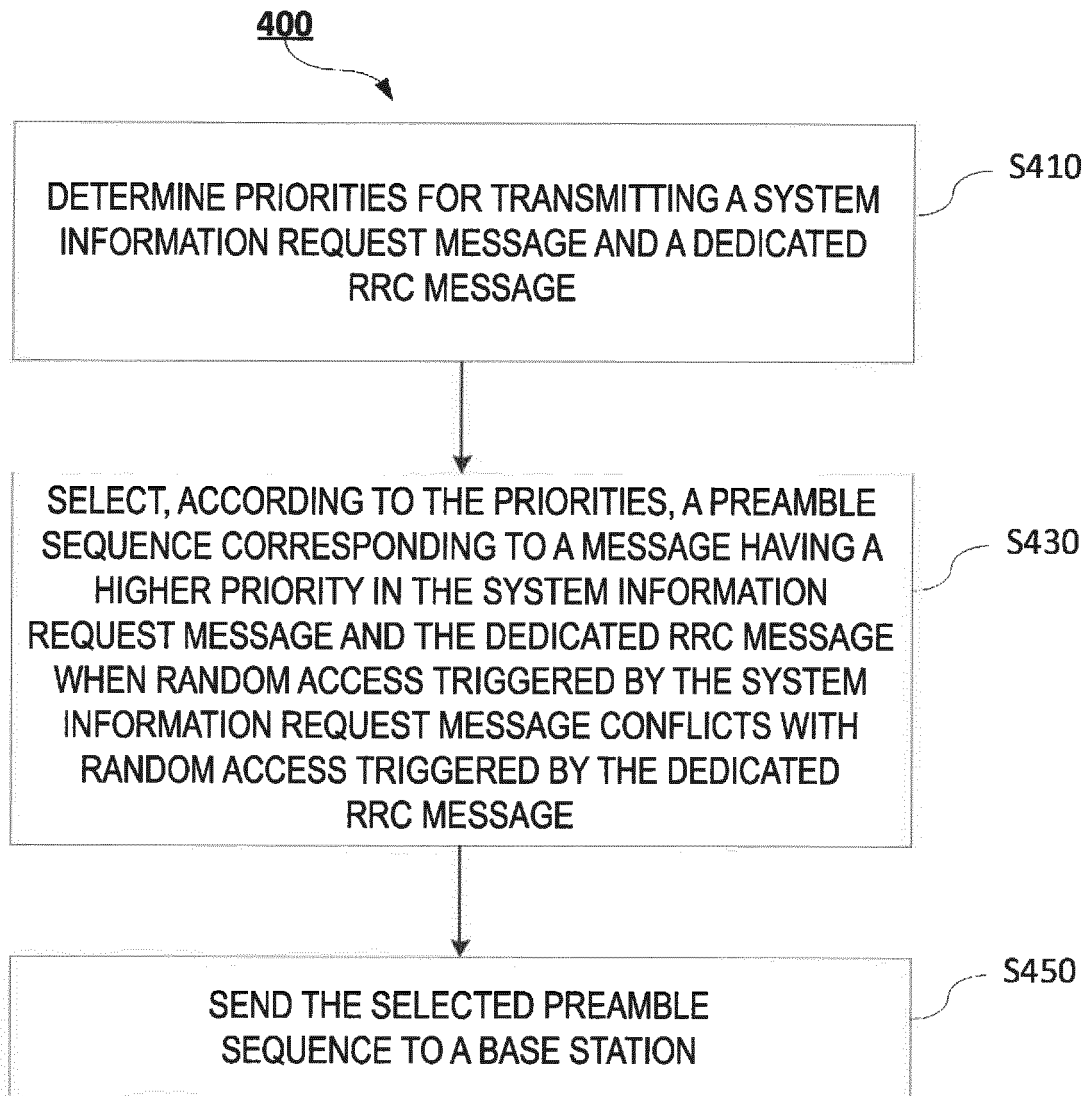 400
S410
DETERMINE PRIORITIES FOR TRANSMITTING A SYSTEM
INFORMATION REQUEST MESSAGE AND A DEDICATED
RRC MESSAGE
SELECT, ACCORDING TO THE PRIORITIES, A PREAMBLE
SEQUENCE CORRESPONDING TO A MESSAGE HAVING A
HIGHER PRIORITY IN THE SYSTEM INFORMATION
REQUEST MESSAGE AND THE DEDICATED RRC MESSAGE
WHEN RANDOM ACCESS TRIGGERED BY THE SYSTEM
INFORMATION REQUEST MESSAGE CONFLICTS WITH
RANDOM ACCESS TRIGGERED BY THE DEDICATED
RRC MESSAGE
S430
SEND THE SELECTED PREAMBLE
SEQUENCE TO A BASE STATION
S450